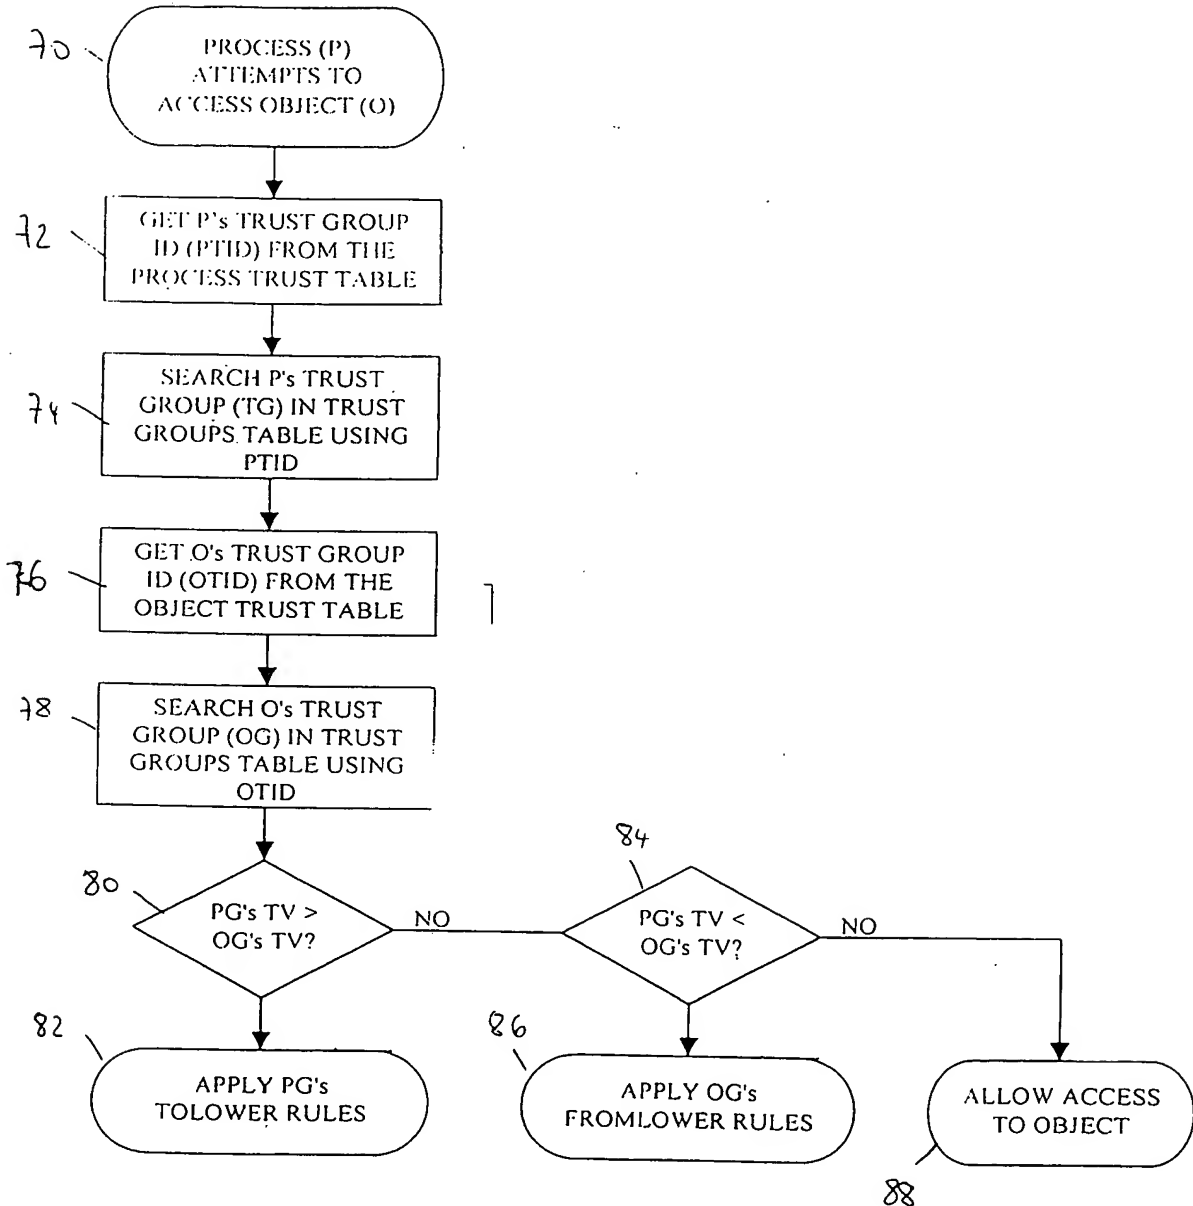 70
PROCESS (P)
ATTEMPTS TO
ACCESS OBJECT (O)
72
GET P's TRUST GROUP
ID (PTID) FROM THE
PROCESS TRUST TABLE
74
SEARCH P's TRUST
GROUP (TG) IN TRUST
GROUPS TABLE USING
PTID
76
GET O's TRUST GROUP
ID (OTID) FROM THE
OBJECT TRUST TABLE
78
SEARCH O's TRUST
GROUP (OG) IN TRUST
GROUPS TABLE USING
OTID
80
PG's TV >
OG's TV?
NO
84
PG's TV <
OG's TV?
NO
82
APPLY PG's
TOLOWER RULES
86
APPLY OG's
FROMLOWER RULES
ALLOW ACCESS
TO OBJECT
88